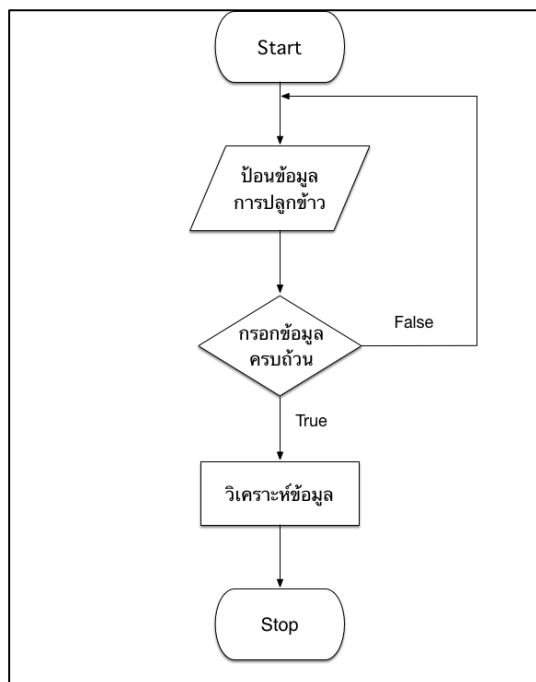 Start
ป้อนข้อมูล
การปลูกข้าว
กรอกข้อมูล
ครบถ้วน
False
True
วิเคราะห์ข้อมูล
Stop